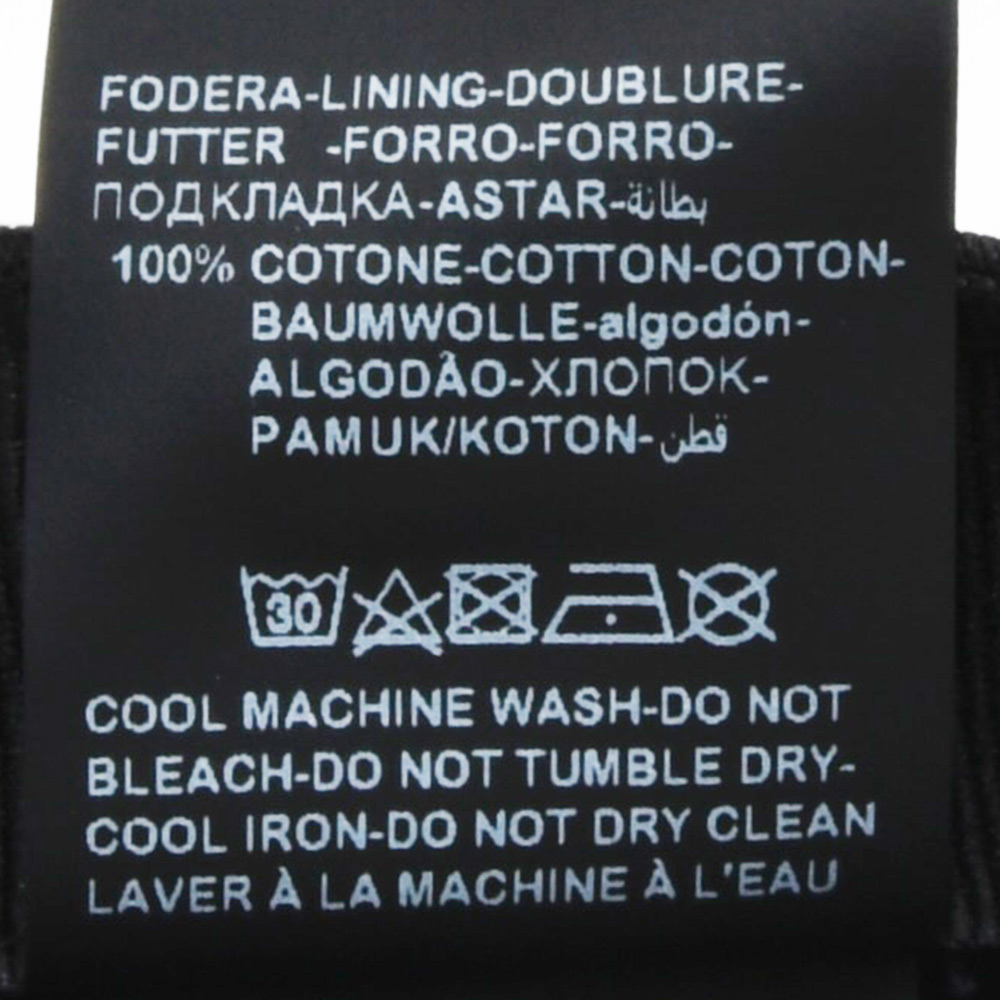 FODERA-LINING-DOUBLURE-
FUTTER -FORRO-FORRO-
ПОДКЛАДКА-ASTAR-بطانة
100% COTONE-COTTON-COTON-
BAUMWOLLE-algodón-
ALGODÃO-ХЛОПОК-
PAMUK/KOTON-قطن
30
COOL MACHINE WASH-DO NOT
BLEACH-DO NOT TUMBLE DRY-
COOL IRON-DO NOT DRY CLEAN
LAVER À LA MACHINE À L'EAU